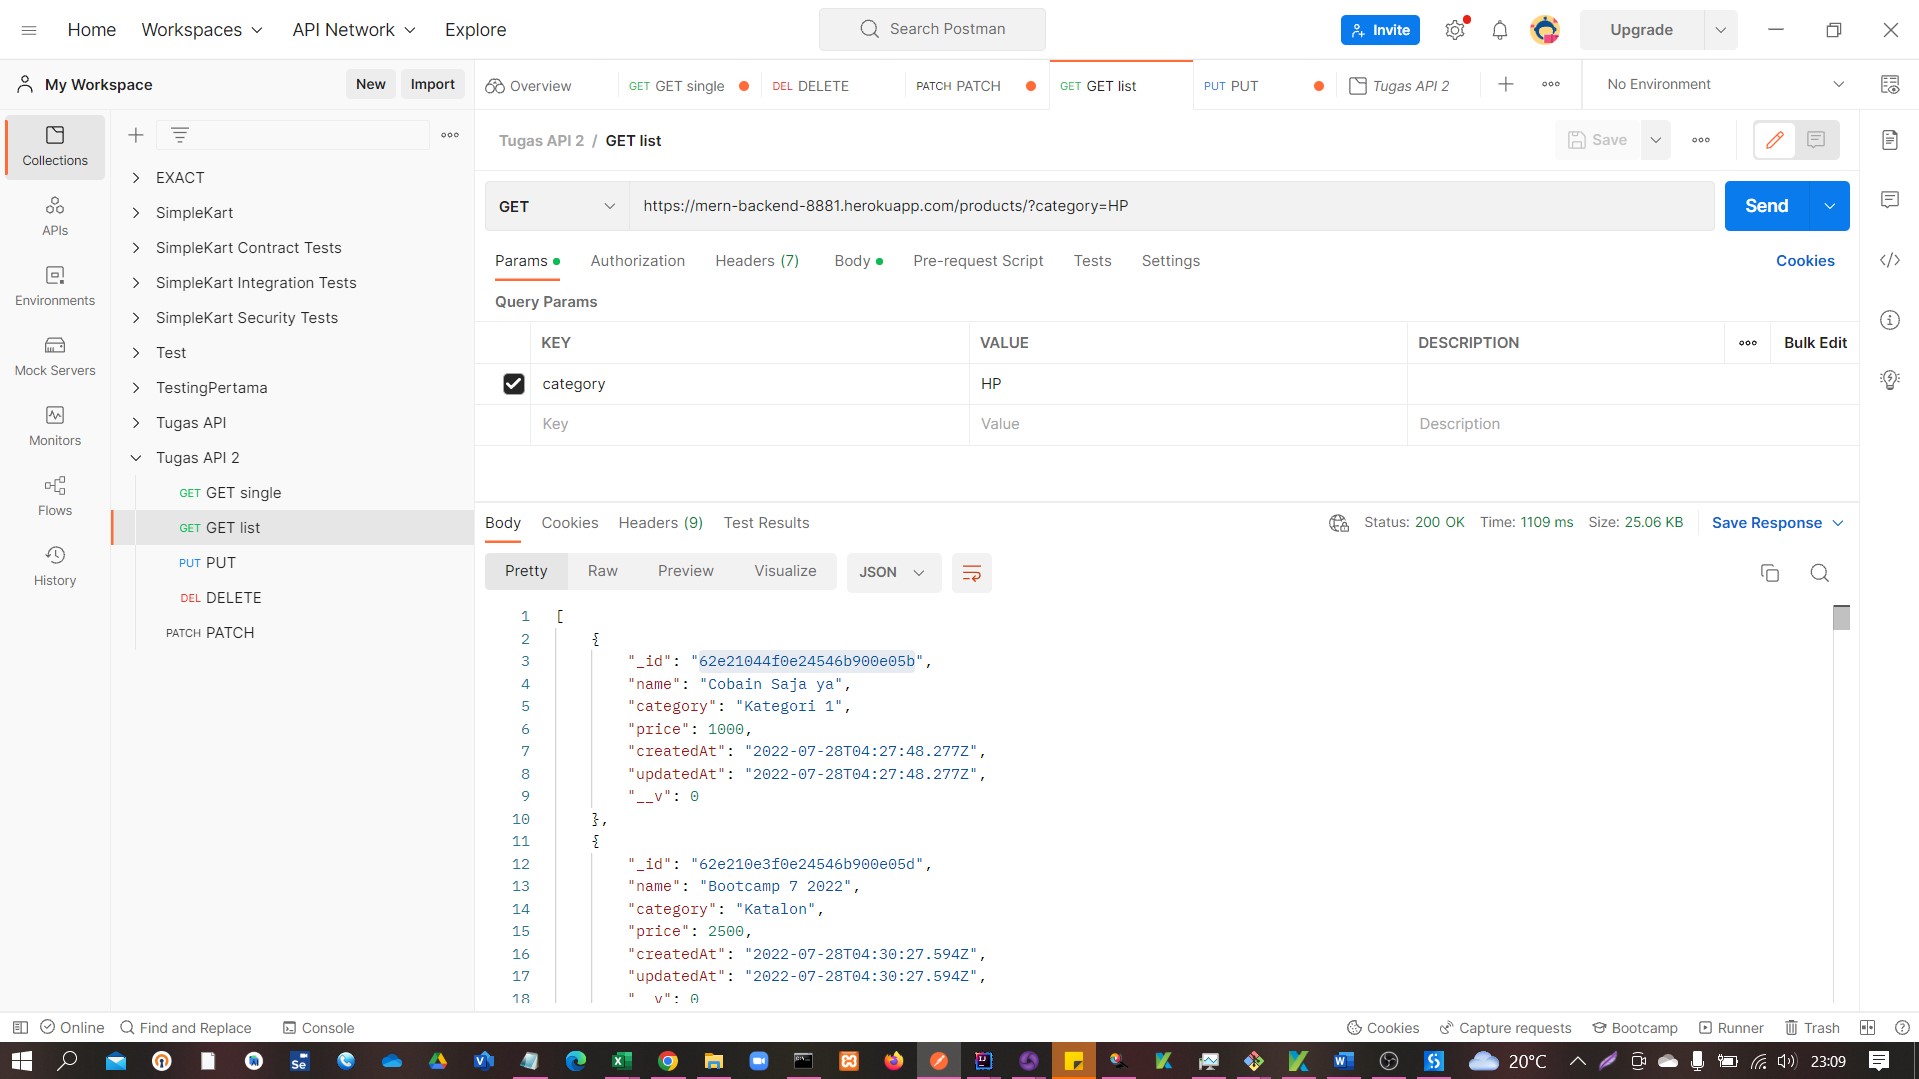 Home Workspaces API Network Explore Search Postman Invite Upgrade
My Workspace New Import Overview GET GET single DEL DELETE PATCH PATCH GET GET list PUT PUT Tugas API 2 No Environment
Collections
APIs
Environments
Mock Servers
Monitors
Flows
History
EXACT
SimpleKart
SimpleKart Contract Tests
SimpleKart Integration Tests
SimpleKart Security Tests
Test
TestingPertama
Tugas API
Tugas API 2
GET GET single
GET GET list
PUT PUT
DEL DELETE
PATCH PATCH
Tugas API 2 / GET list Save
GET https://mern-backend-8881.herokuapp.com/products/?category=HP Send
Params Authorization Headers (7) Body Pre-request Script Tests Settings Cookies
Query Params
KEY VALUE DESCRIPTION Bulk Edit
category HP
Key Value Description
Body Cookies Headers (9) Test Results Status: 200 OK Time: 1109 ms Size: 25.06 KB Save Response
Pretty Raw Preview Visualize JSON
1 [
2 {
3 "_id": "62e21044f0e24546b900e05b",
4 "name": "Cobain Saja ya",
5 "category": "Kategori 1",
6 "price": 1000,
7 "createdAt": "2022-07-28T04:27:48.277Z",
8 "updatedAt": "2022-07-28T04:27:48.277Z",
9 "__v": 0
10 },
11 {
12 "_id": "62e210e3f0e24546b900e05d",
13 "name": "Bootcamp 7 2022",
14 "category": "Katalon",
15 "price": 2500,
16 "createdAt": "2022-07-28T04:30:27.594Z",
17 "updatedAt": "2022-07-28T04:30:27.594Z",
18 "__v": 0
Online Find and Replace Console Cookies Capture requests Bootcamp Runner Trash
20°C 23:09